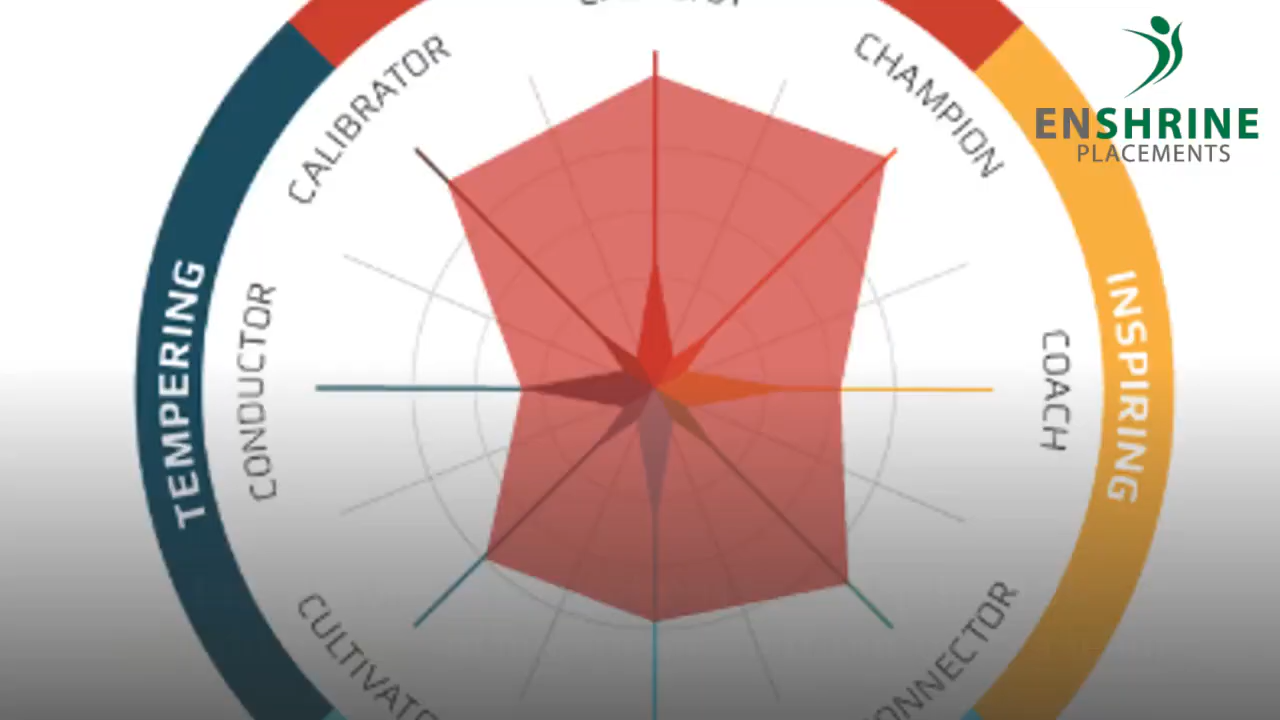 CALIBRATOR
CHAMPION
ENSHRINE
PLACEMENTS
TEMPERING
CONDUCTOR
COACH
INSPIRING